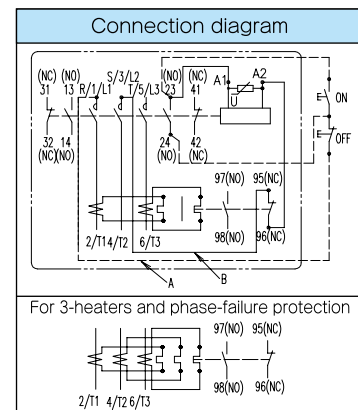 Connection diagram
(NC) (NO) S/3/L2 (NO) (NC) A1 A2
31 13 R/1/L1 T/5/L3 23 41
U
ON
OFF
32 14 24 42
(NC) (NO) (NO) (NC)
97(NO) 95(NC)
2/T1 4/T2 6/T3 98(NO) 96(NC)
A B
For 3-heaters and phase-failure protection
97(NO) 95(NC)
2/T1 4/T2 6/T3 98(NO) 96(NC)